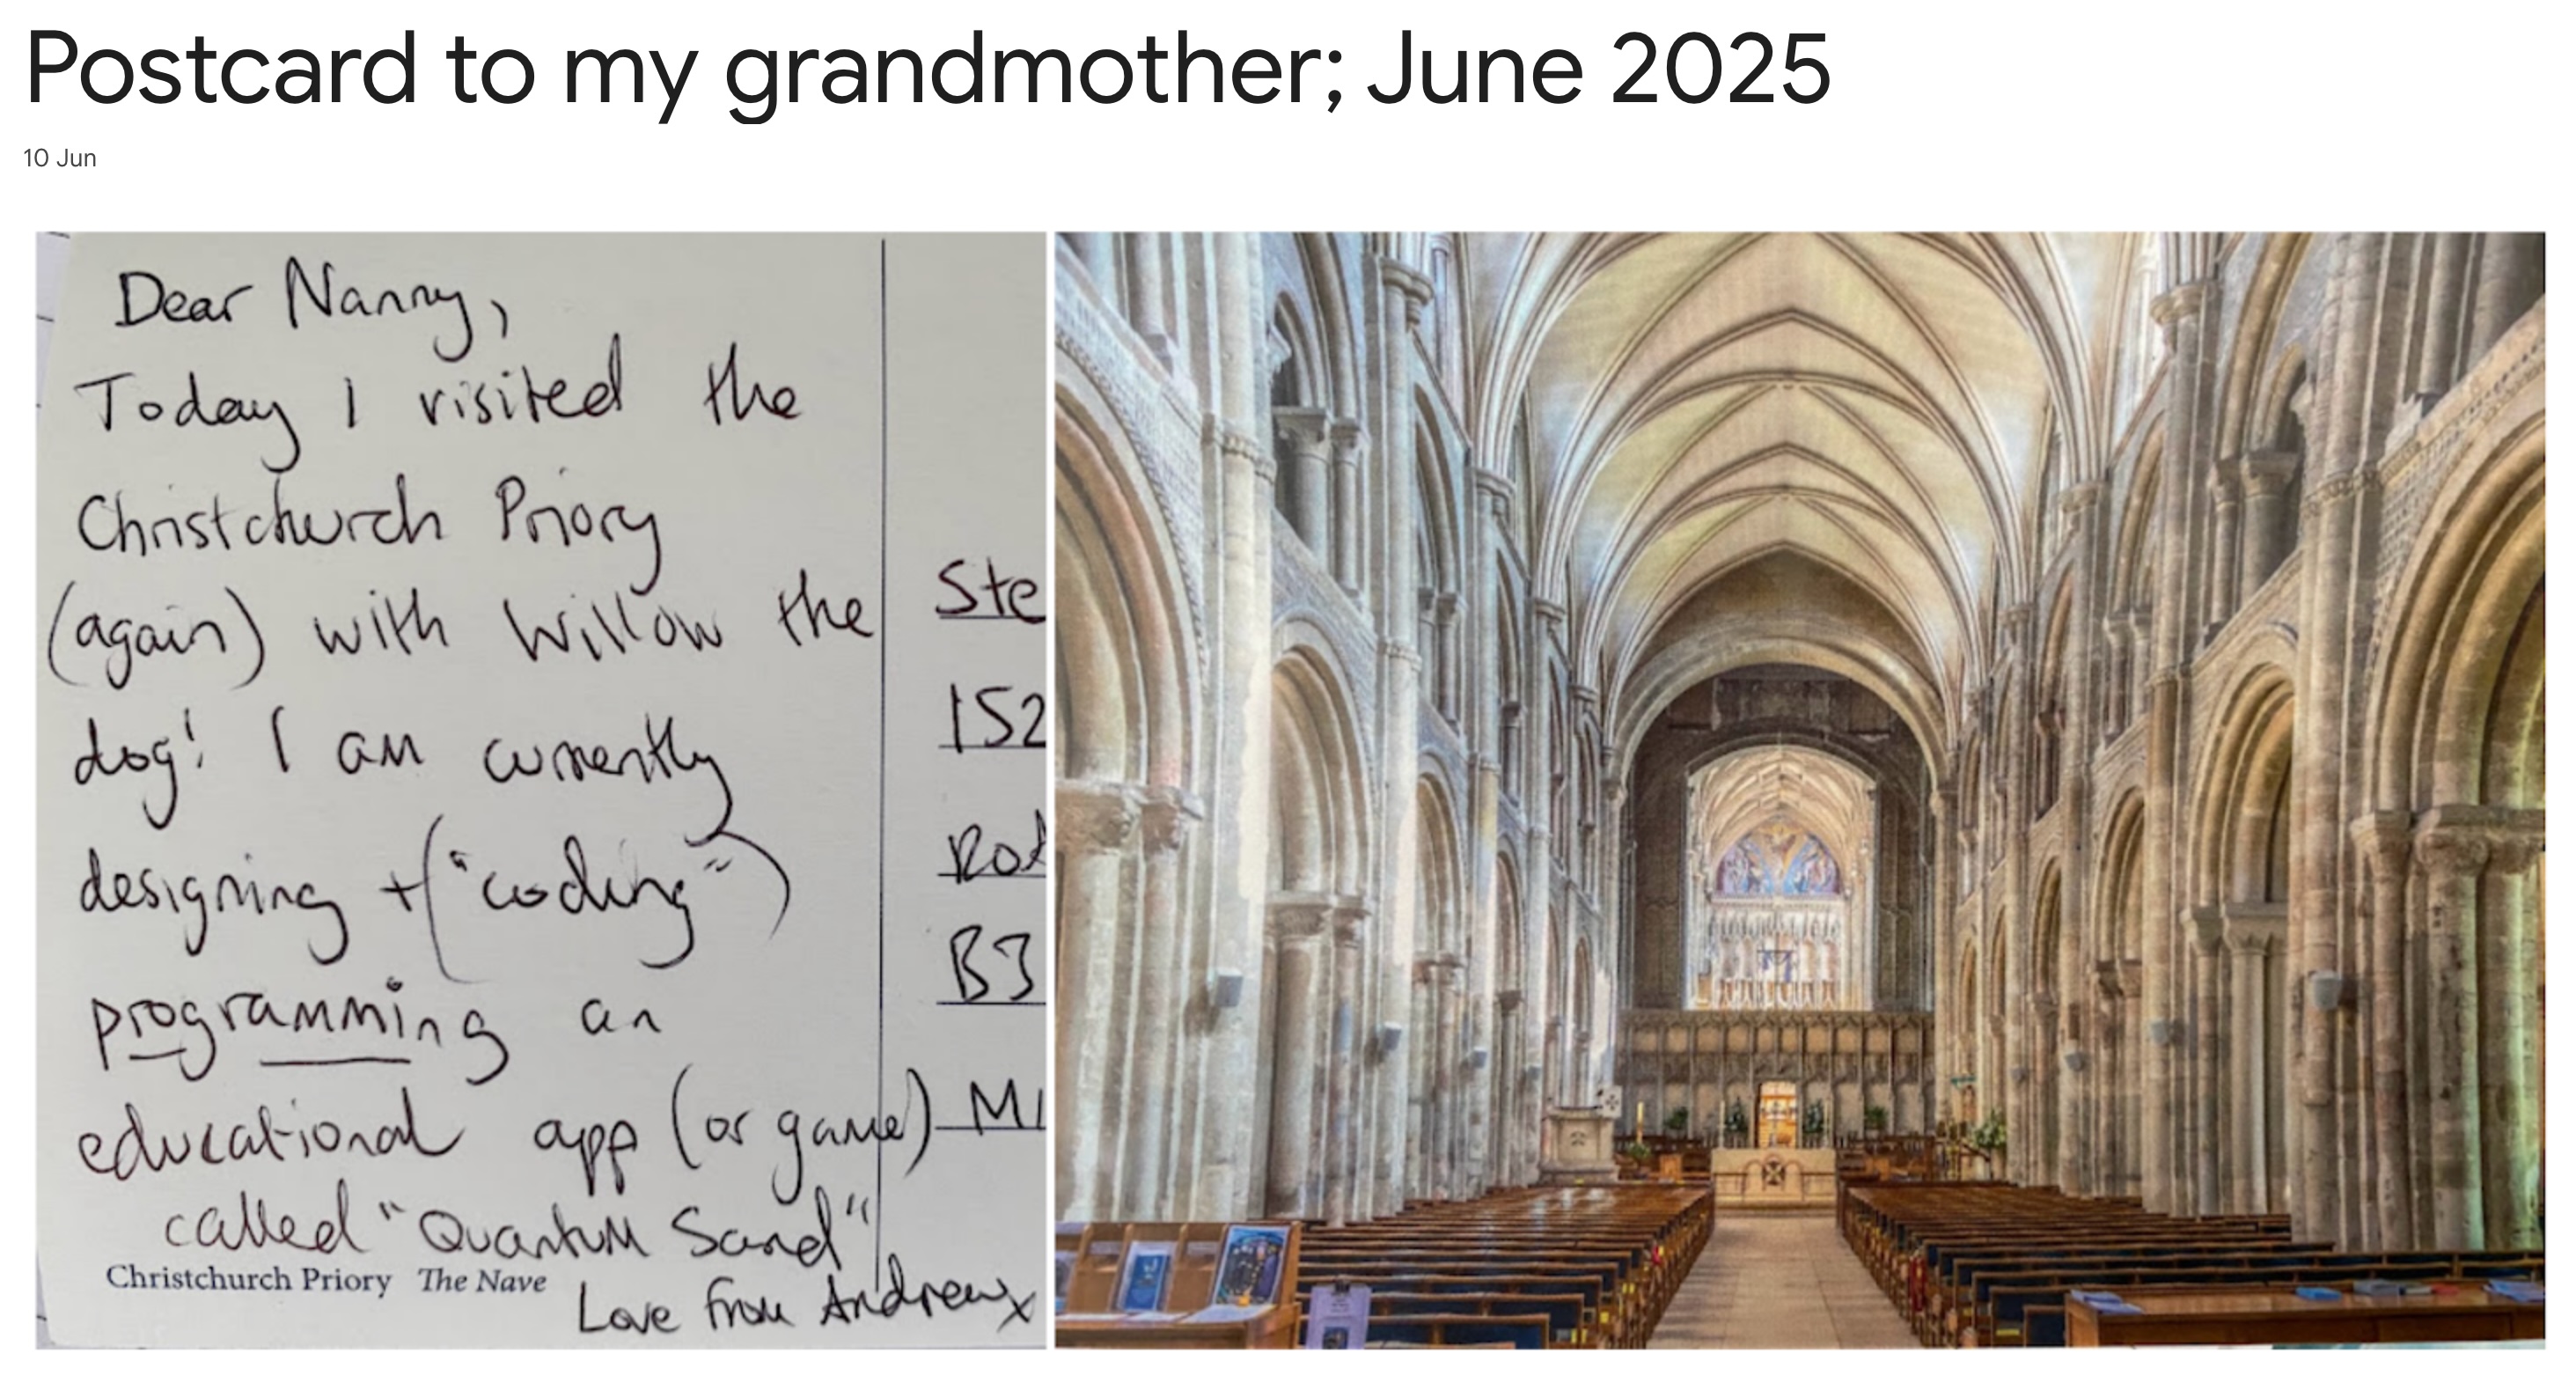 Postcard to my grandmother; June 2025
10 Jun
Dear Nanny,
Today I visited the
Christchurch Priory
(again) with Willow the
dog! I am currently
designing + ("coding")
programming an
educational app (or game)
called "Quantum Sand"
Christchurch Priory The Nave
Love from Andrew x
Ste
152
B3